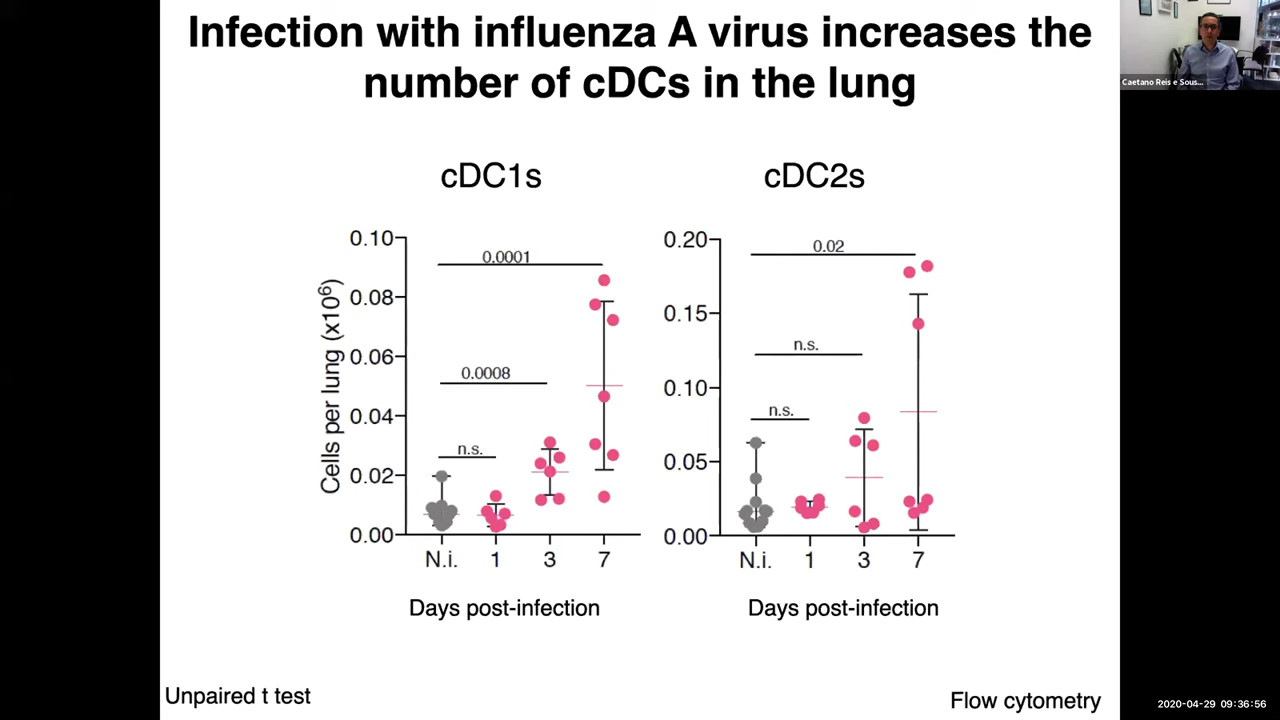 Infection with influenza A virus increases the
number of cDCs in the lung
Caetano Reis e Sous...
cDC1s
cDC2s
Cells per lung (x10⁶)
0.10
0.08
0.06
0.04
0.02
0.00
0.0001
0.0008
n.s.
N.i. 1 3 7
Days post-infection
0.20
0.15
0.10
0.05
0.00
0.02
n.s.
n.s.
N.i. 1 3 7
Days post-infection
Unpaired t test
Flow cytometry
2020-04-29 09:36:56